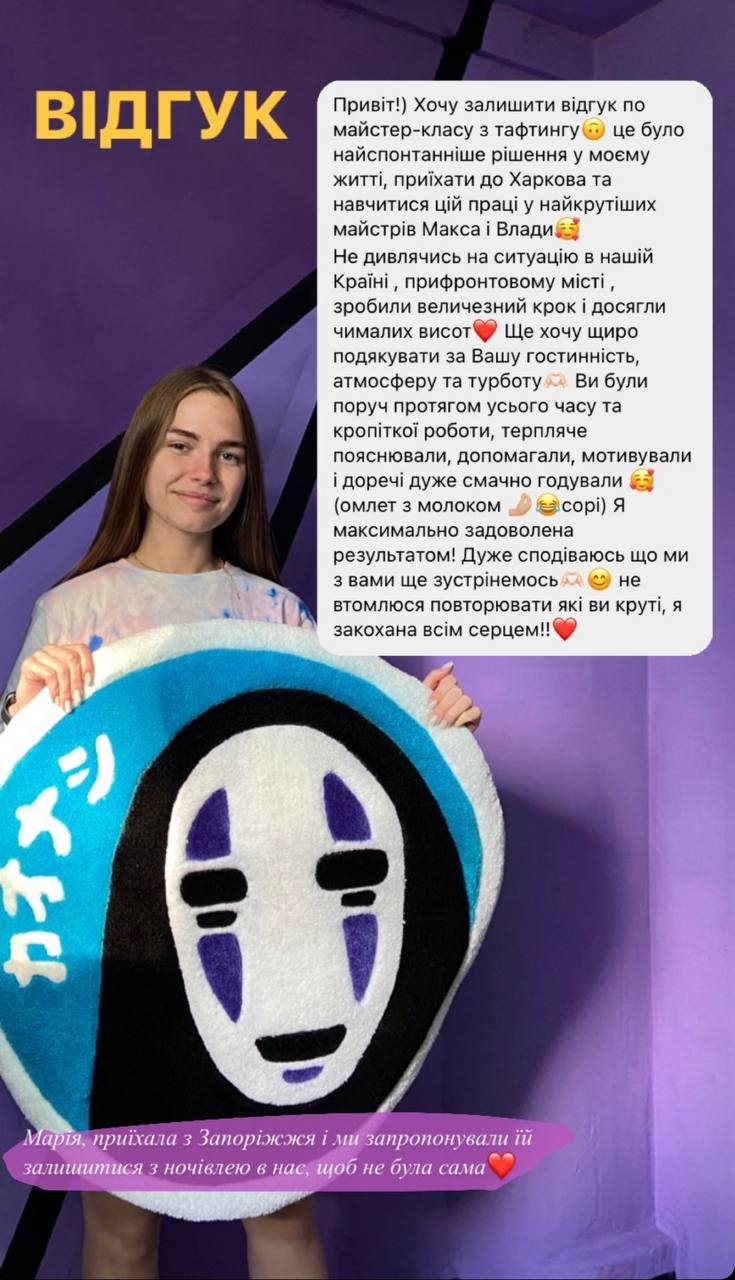 ВІДГУК
Привіт!) Хочу залишити відгук по
майстер-класу з тафтингу🙃 це було
найспонтанніше рішення у моєму
житті, приїхати до Харкова та
навчитися цій праці у найкрутіших
майстрів Макса і Влади🥰
Не дивлячись на ситуацію в нашій
Країні , прифронтовому місті ,
зробили величезний крок і досягли
чималих висот❤️ Ще хочу щиро
подякувати за Вашу гостинність,
атмосферу та турботу🫶🏻 Ви були
поруч протягом усього часу та
кропіткої роботи, терпляче
пояснювали, допомагали, мотивували
і доречі дуже смачно годували 🥰
(омлет з молоком 🤌🏼😂сорі) Я
максимально задоволена
результатом! Дуже сподіваюсь що ми
з вами ще зустрінемось🫶🏻😊 не
втомлюся повторювати які ви круті, я
закохана всім серцем!!❤️
カオメシ
Марія, приїхала з Запоріжжя і ми запропонували їй
залишитися з ночівлею в нас, щоб не була сама❤️